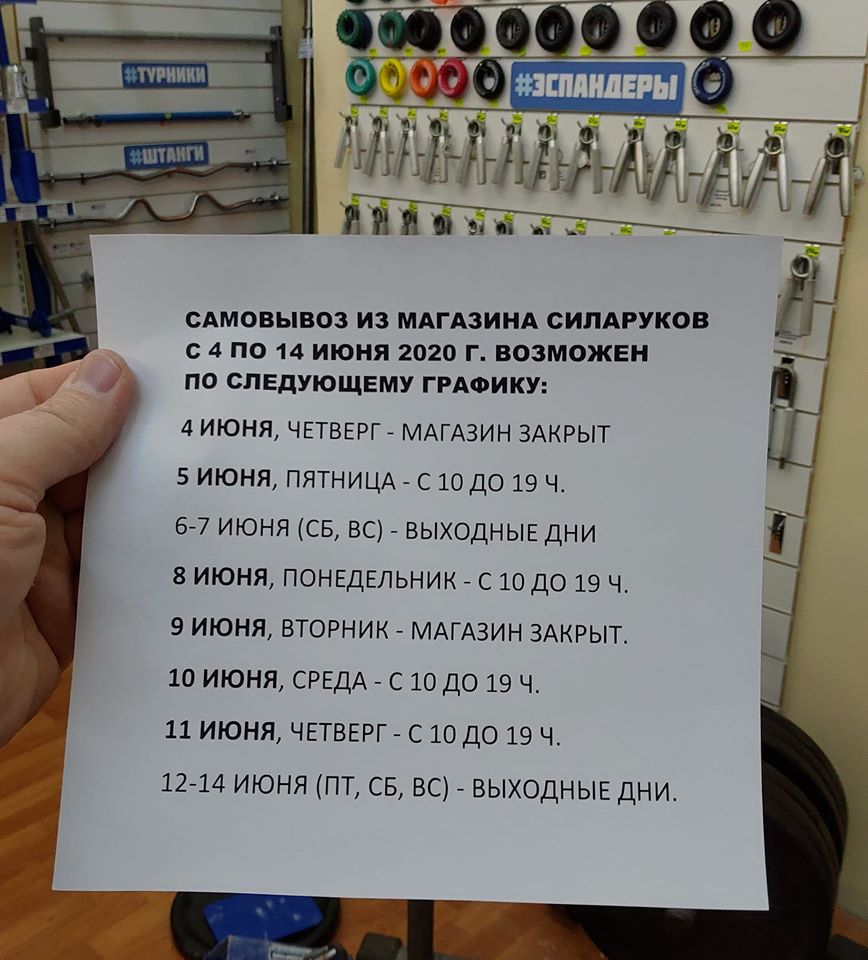 #ТУРНИКИ
#ЭСПАНДЕРЫ
#ШТАНГИ
САМОВЫВОЗ ИЗ МАГАЗИНА СИЛАРУКОВ
С 4 ПО 14 ИЮНЯ 2020 Г. ВОЗМОЖЕН
ПО СЛЕДУЮЩЕМУ ГРАФИКУ:
4 ИЮНЯ, ЧЕТВЕРГ - МАГАЗИН ЗАКРЫТ
5 ИЮНЯ, ПЯТНИЦА - С 10 ДО 19 Ч.
6-7 ИЮНЯ (СБ, ВС) - ВЫХОДНЫЕ ДНИ
8 ИЮНЯ, ПОНЕДЕЛЬНИК - С 10 ДО 19 Ч.
9 ИЮНЯ, ВТОРНИК - МАГАЗИН ЗАКРЫТ.
10 ИЮНЯ, СРЕДА - С 10 ДО 19 Ч.
11 ИЮНЯ, ЧЕТВЕРГ - С 10 ДО 19 Ч.
12-14 ИЮНЯ (ПТ, СБ, ВС) - ВЫХОДНЫЕ ДНИ.